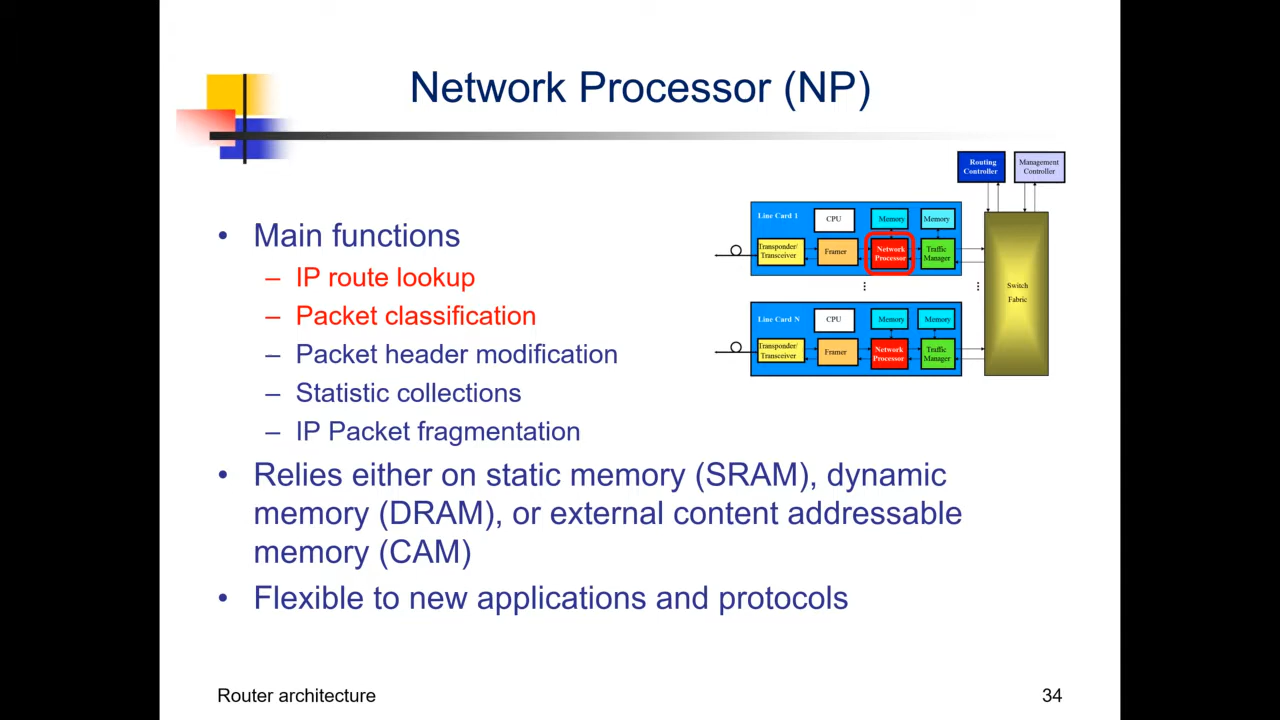 Network Processor (NP)
• Main functions
– IP route lookup
– Packet classification
– Packet header modification
– Statistic collections
– IP Packet fragmentation
• Relies either on static memory (SRAM), dynamic
memory (DRAM), or external content addressable
memory (CAM)
• Flexible to new applications and protocols
Routing
Controller
Management
Controller
Line Card 1
CPU
Memory
Memory
Transponder/
Transceiver
Framer
Network
Processor
Traffic
Manager
Switch
Fabric
Line Card N
CPU
Memory
Memory
Transponder/
Transceiver
Framer
Network
Processor
Traffic
Manager
Router architecture
34